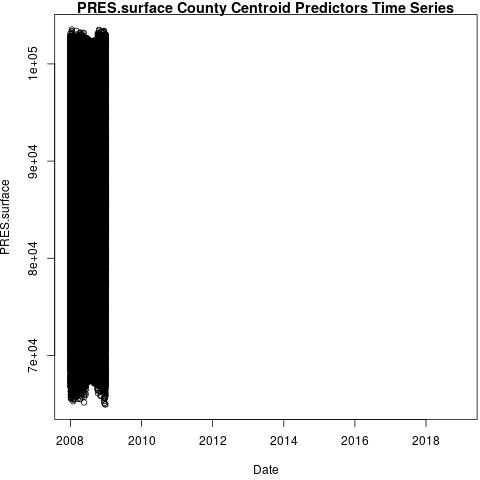 PRES.surface County Centroid Predictors Time Series
1e+05
9e+04
8e+04
7e+04
PRES.surface
2008 2010 2012 2014 2016 2018
Date